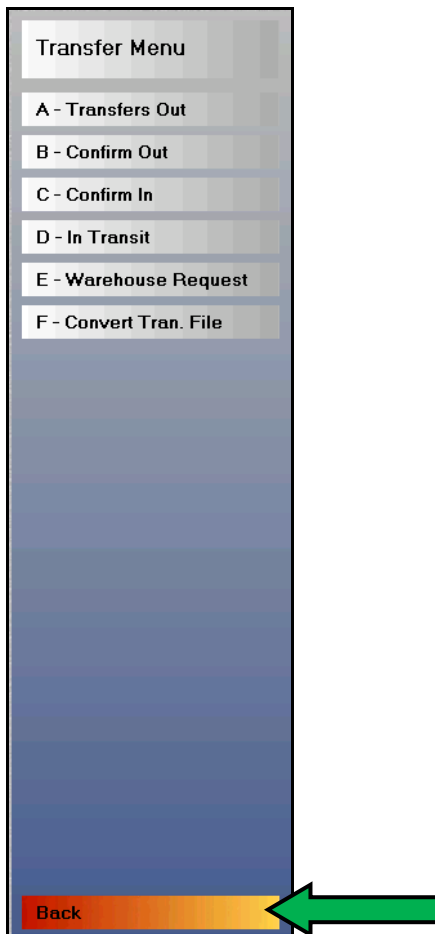 Transfer Menu
A - Transfers Out
B - Confirm Out
C - Confirm In
D - In Transit
E - Warehouse Request
F - Convert Tran. File
Back